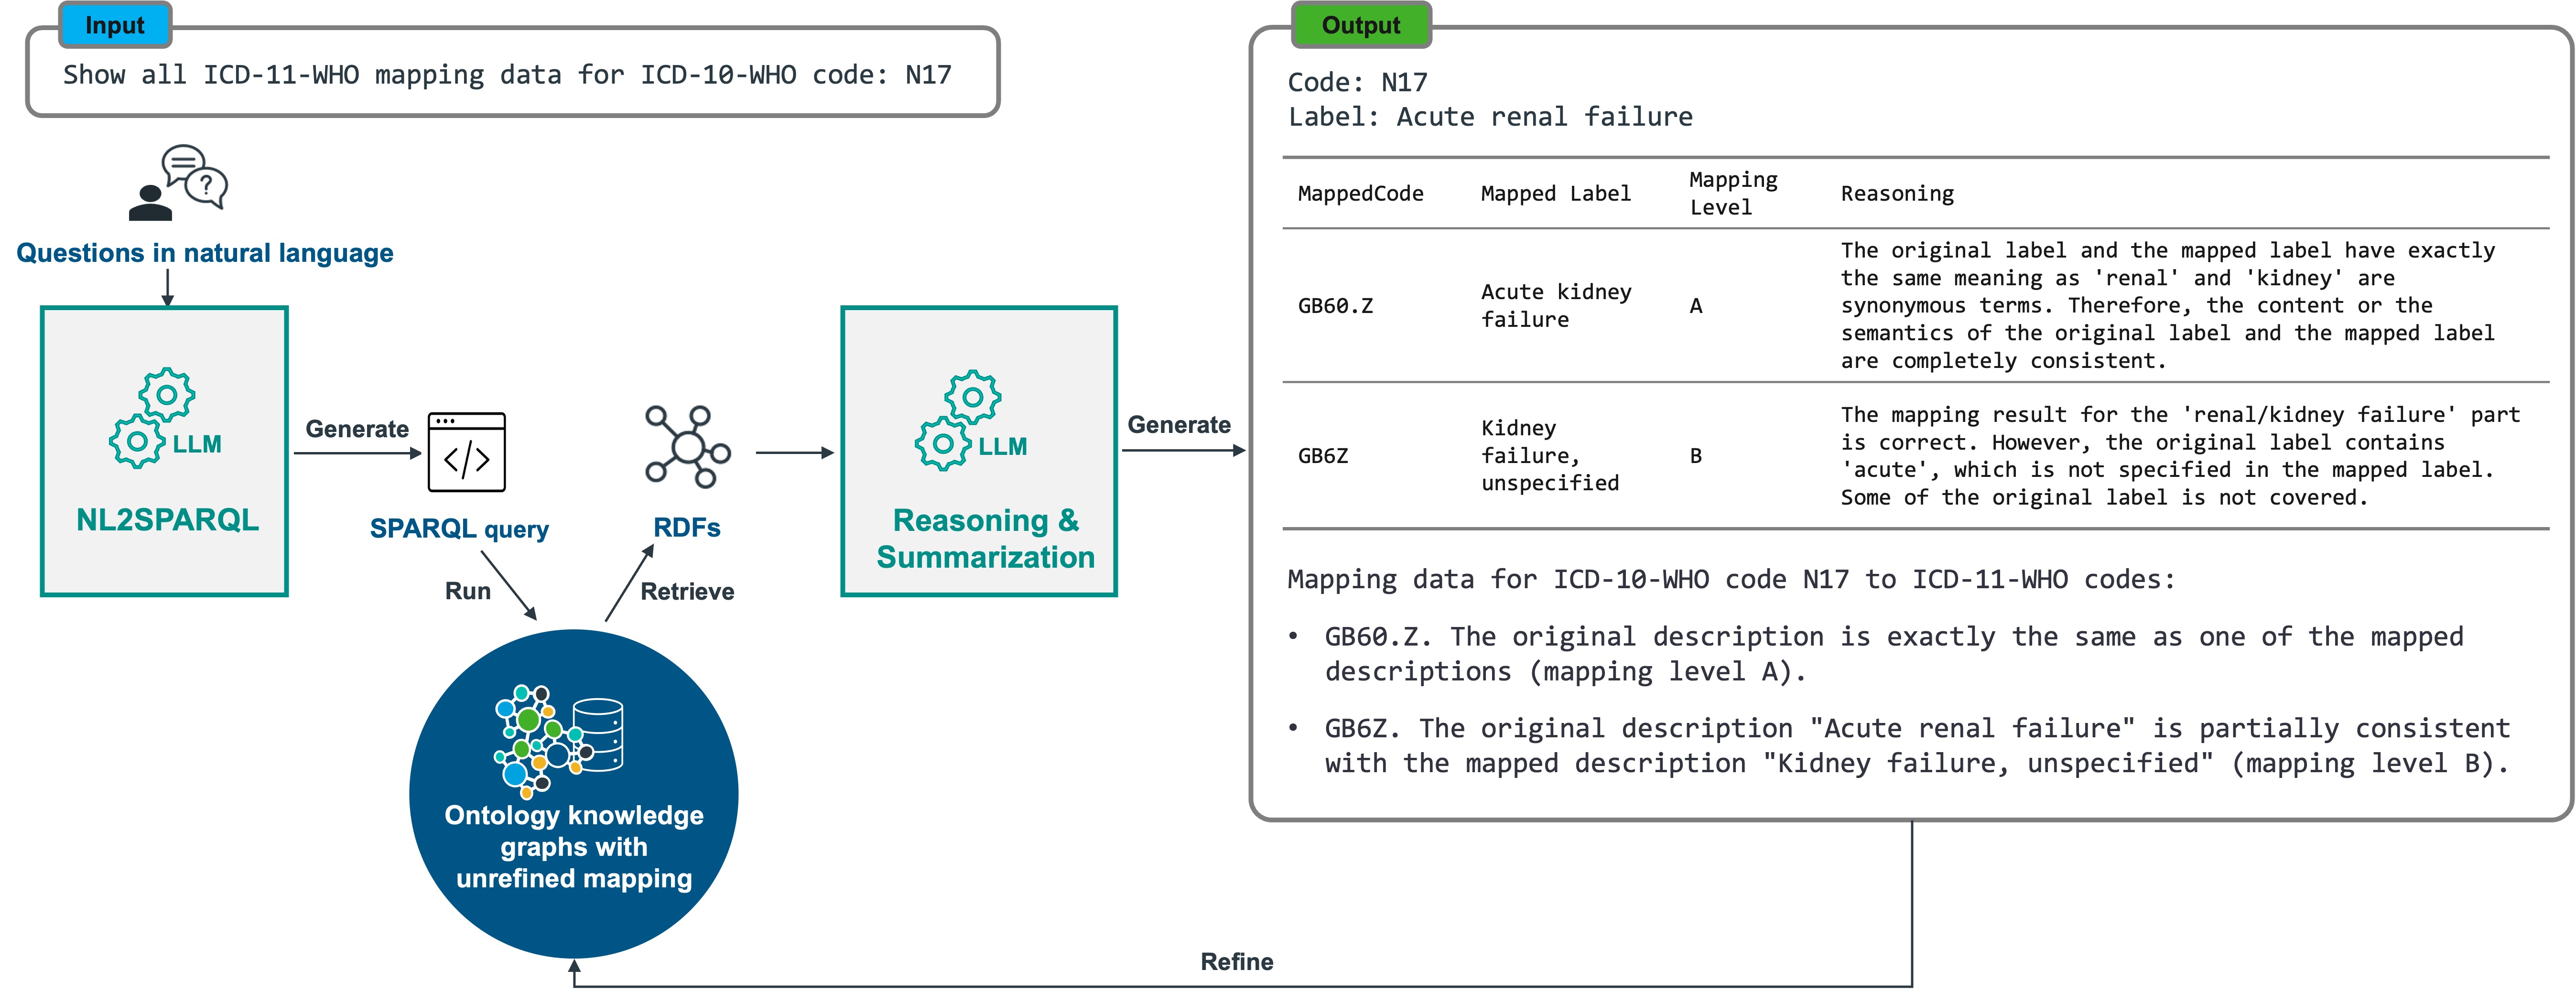 Input
Show all ICD-11-WHO mapping data for ICD-10-WHO code: N17
Questions in natural language
LLM
NL2SPARQL
Generate
SPARQL query
Run
Ontology knowledge
graphs with
unrefined mapping
Retrieve
RDFs
LLM
Reasoning &
Summarization
Generate
Output
Code: N17
Label: Acute renal failure
MappedCode
Mapped Label
Mapping
Level
Reasoning
GB60.Z
Acute kidney
failure
A
The original label and the mapped label have exactly
the same meaning as 'renal' and 'kidney' are
synonymous terms. Therefore, the content or the
semantics of the original label and the mapped label
are completely consistent.
GB6Z
Kidney
failure,
unspecified
B
The mapping result for the 'renal/kidney failure' part
is correct. However, the original label contains
'acute', which is not specified in the mapped label.
Some of the original label is not covered.
Mapping data for ICD-10-WHO code N17 to ICD-11-WHO codes:
• GB60.Z. The original description is exactly the same as one of the mapped
descriptions (mapping level A).
• GB6Z. The original description "Acute renal failure" is partially consistent
with the mapped description "Kidney failure, unspecified" (mapping level B).
Refine